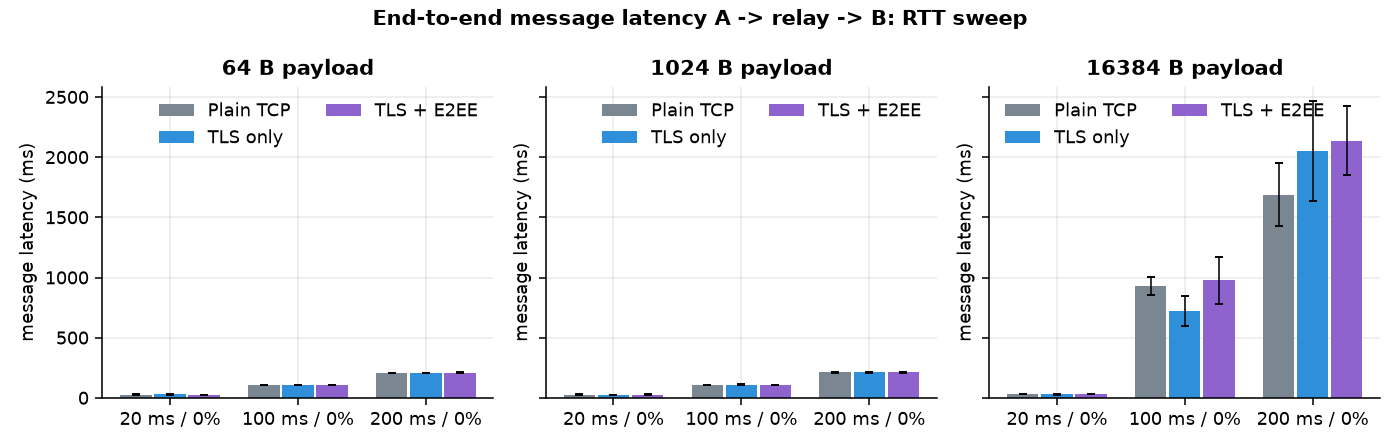 End-to-end message latency A -> relay -> B: RTT sweep
64 B payload
message latency (ms)
2500
2000
1500
1000
500
0
Plain TCP
TLS only
TLS + E2EE
20 ms / 0%
100 ms / 0%
200 ms / 0%
1024 B payload
message latency (ms)
Plain TCP
TLS only
TLS + E2EE
20 ms / 0%
100 ms / 0%
200 ms / 0%
16384 B payload
message latency (ms)
Plain TCP
TLS only
TLS + E2EE
20 ms / 0%
100 ms / 0%
200 ms / 0%